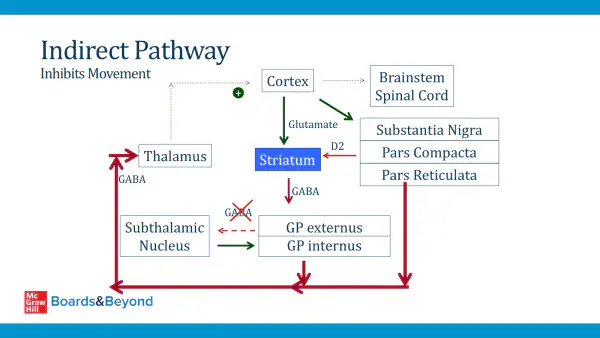 Indirect Pathway
Inhibits Movement
Cortex
Brainstem
Spinal Cord
+
Glutamate
Substantia Nigra
D2
Pars Compacta
Pars Reticulata
Thalamus
Striatum
GABA
GABA
GABA
Subthalamic
Nucleus
GP externus
GP internus
Mc
Graw
Hill
Boards&Beyond